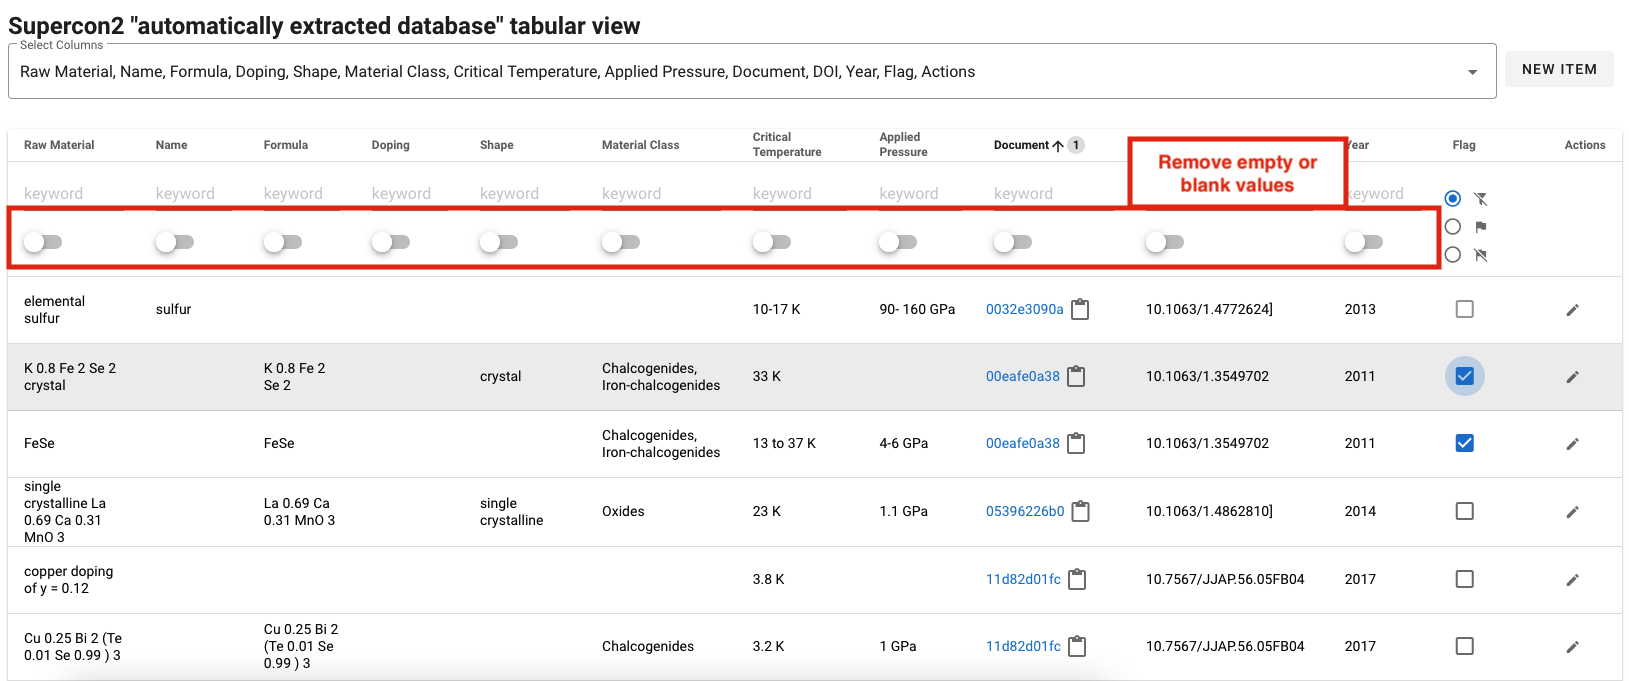 Supercon2 "automatically extracted database" tabular view
Select Columns
Raw Material, Name, Formula, Doping, Shape, Material Class, Critical Temperature, Applied Pressure, Document, DOI, Year, Flag, Actions
NEW ITEM
Raw Material Name Formula Doping Shape Material Class Critical Temperature Applied Pressure Document 1 Year Flag Actions
Remove empty or
blank values
keyword keyword keyword keyword keyword keyword keyword keyword keyword keyword
elemental
sulfur
sulfur
10-17 K
90- 160 GPa
0032e3090a
10.1063/1.4772624]
2013
K 0.8 Fe 2 Se 2
crystal
K 0.8 Fe 2
Se 2
crystal
Chalcogenides,
Iron-chalcogenides
33 K
00eafe0a38
10.1063/1.3549702
2011
FeSe
FeSe
Chalcogenides,
Iron-chalcogenides
13 to 37 K
4-6 GPa
00eafe0a38
10.1063/1.3549702
2011
single
crystalline La
0.69 Ca 0.31
MnO 3
La 0.69 Ca
0.31 MnO 3
single
crystalline
Oxides
23 K
1.1 GPa
05396226b0
10.1063/1.4862810]
2014
copper doping
of y = 0.12
3.8 K
11d82d01fc
10.7567/JJAP.56.05FB04
2017
Cu 0.25 Bi 2 (Te
0.01 Se 0.99 ) 3
Cu 0.25 Bi 2
(Te 0.01 Se
0.99 ) 3
Chalcogenides
3.2 K
1 GPa
11d82d01fc
10.7567/JJAP.56.05FB04
2017